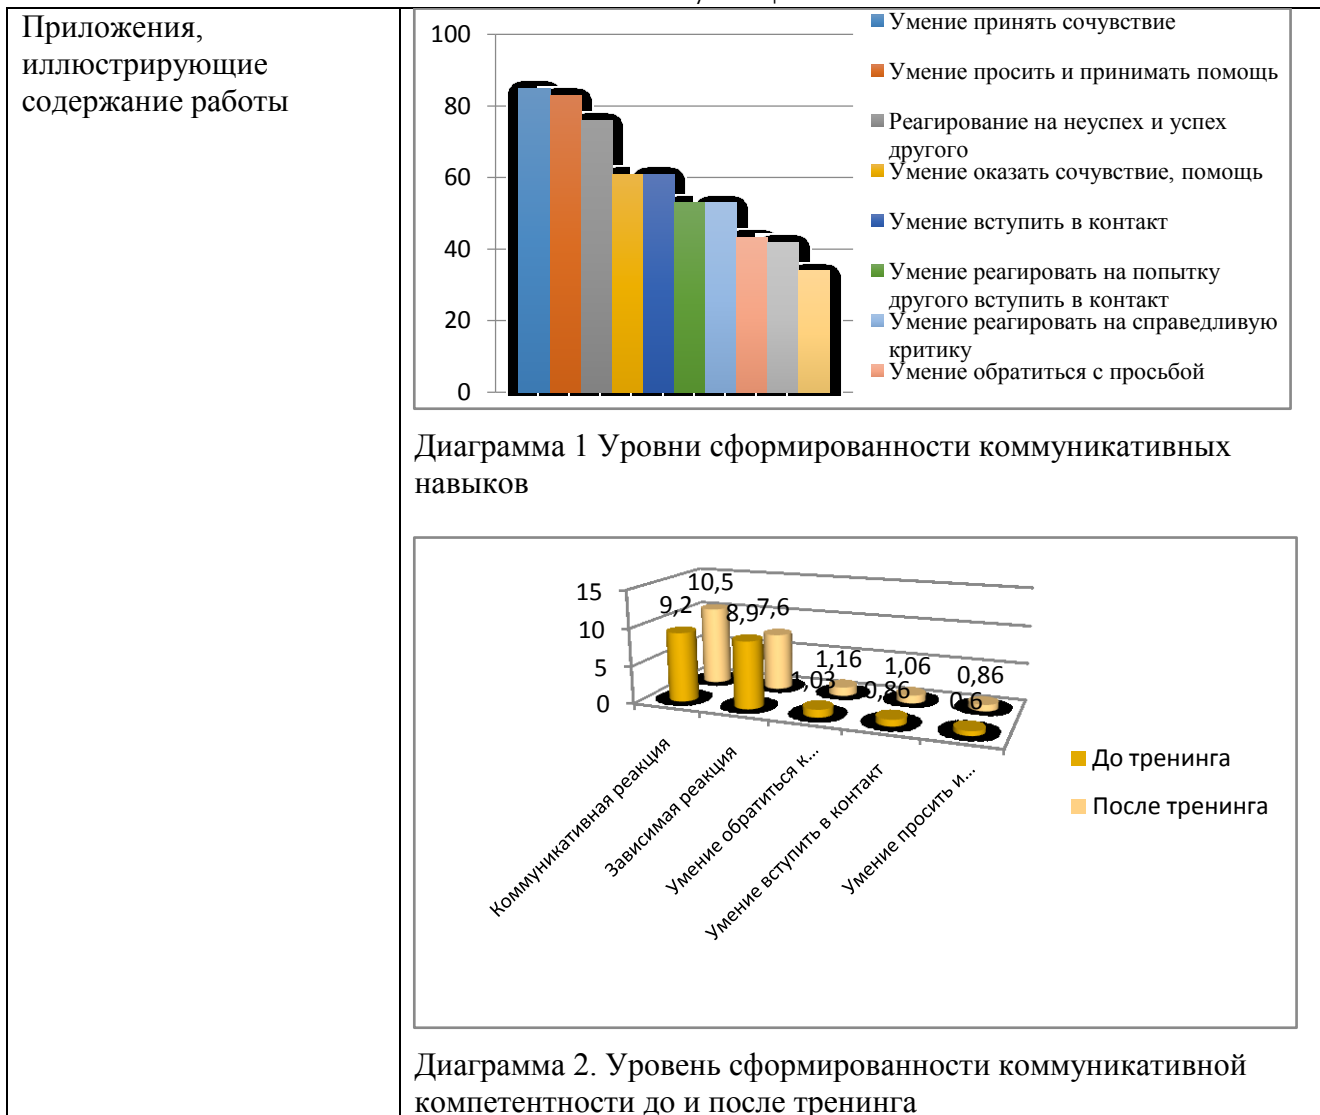 Приложения,
иллюстрирующие
содержание работы
100
80
60
40
20
0
Умение принять сочувствие
Умение просить и принимать помощь
Реагирование на неуспех и успех
другого
Умение оказать сочувствие, помощь
Умение вступить в контакт
Умение реагировать на попытку
другого вступить в контакт
Умение реагировать на справедливую
критику
Умение обратиться с просьбой
Диаграмма 1 Уровни сформированности коммуникативных
навыков
15
10
5
0
9,2
10,5
8,9
7,6
1,03
1,16
0,86
1,06
0,6
0,86
Коммуникативная реакция
Зависимая реакция
Умение обратиться к...
Умение вступить в контакт
Умение просить и...
До тренинга
После тренинга
Диаграмма 2. Уровень сформированности коммуникативной
компетентности до и после тренинга